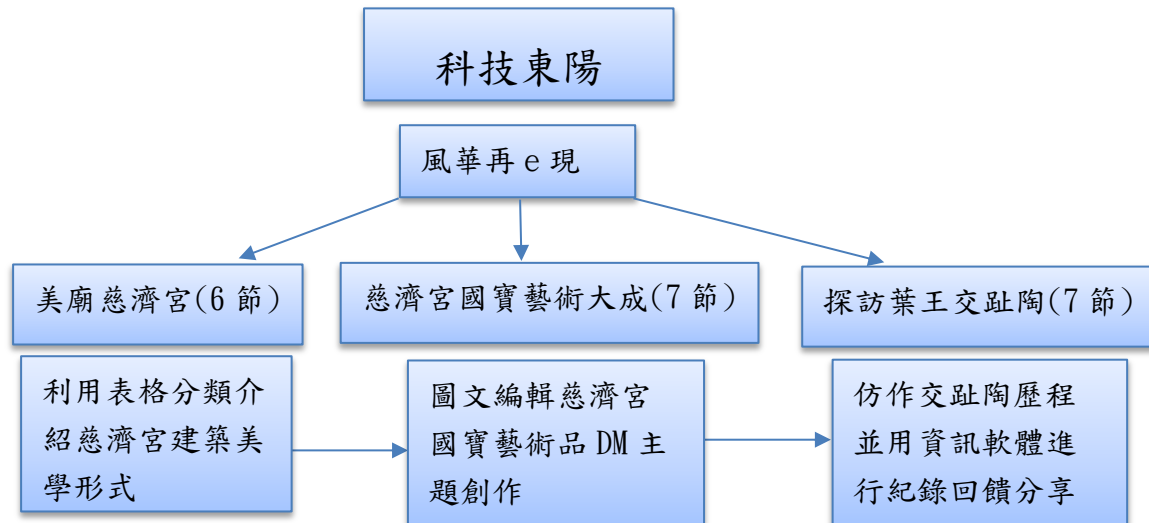 科技東陽
風華再e現
美廟慈濟宮(6節)
慈濟宮國寶藝術大成(7節)
探訪葉王交趾陶(7節)
利用表格分類介
紹慈濟宮建築美
學形式
圖文編輯慈濟宮
國寶藝術品DM主
題創作
仿作交趾陶歷程
並用資訊軟體進
行紀錄回饋分享